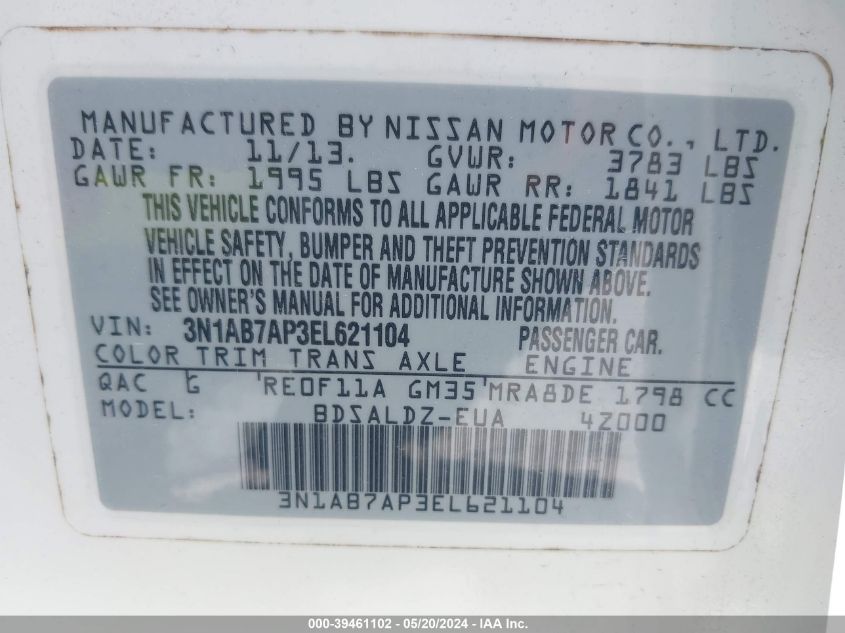 MANUFACTURED BY NISSAN MOTOR CO., LTD.
DATE: 11/13. GVWR: 3783 LBS
GAWR FR: 1995 LBS GAWR RR: 1841 LBS
THIS VEHICLE CONFORMS TO ALL APPLICABLE FEDERAL MOTOR
VEHICLE SAFETY, BUMPER AND THEFT PREVENTION STANDARDS
IN EFFECT ON THE DATE OF MANUFACTURE SHOWN ABOVE.
SEE OWNER'S MANUAL FOR ADDITIONAL INFORMATION.
VIN: 3N1AB7AP3EL621104 PASSENGER CAR.
COLOR TRIM TRANS AXLE ENGINE
QAC G RE0F11A GM35 MRA8DE 1798 CC
MODEL: BDSALDZ-EUA 42000
3N1AB7AP3EL621104
000-39461102 - 05/20/2024 - IAAI Inc.